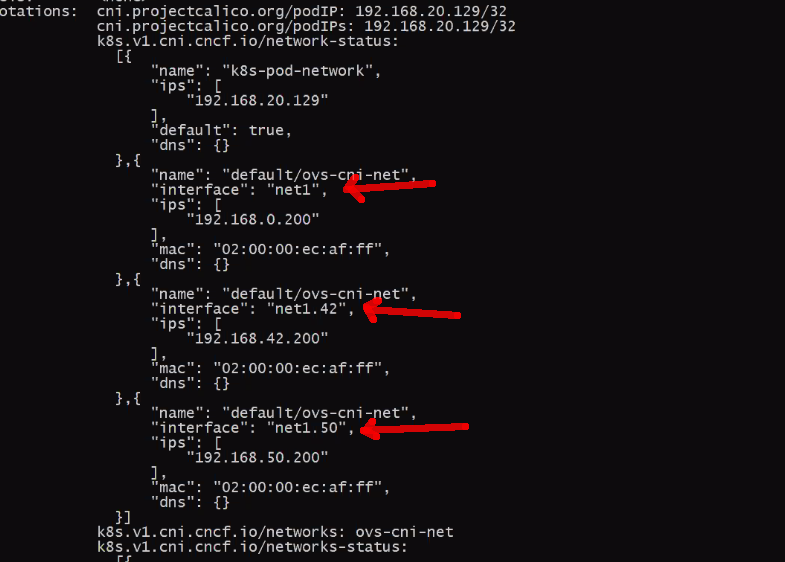 otations: cni.projectcalico.org/podIP: 192.168.20.129/32
cni.projectcalico.org/podIPs: 192.168.20.129/32
k8s.v1.cni.cncf.io/network-status:
[{
"name": "k8s-pod-network",
"ips": [
"192.168.20.129"
],
"default": true,
"dns": {}
},{
"name": "default/ovs-cni-net",
"interface": "net1",
"ips": [
"192.168.0.200"
],
"mac": "02:00:00:ec:af:ff",
"dns": {}
},{
"name": "default/ovs-cni-net",
"interface": "net1.42",
"ips": [
"192.168.42.200"
],
"mac": "02:00:00:ec:af:ff",
"dns": {}
},{
"name": "default/ovs-cni-net",
"interface": "net1.50",
"ips": [
"192.168.50.200"
],
"mac": "02:00:00:ec:af:ff",
"dns": {}
}]
k8s.v1.cni.cncf.io/networks: ovs-cni-net
k8s.v1.cni.cncf.io/networks-status:
[{